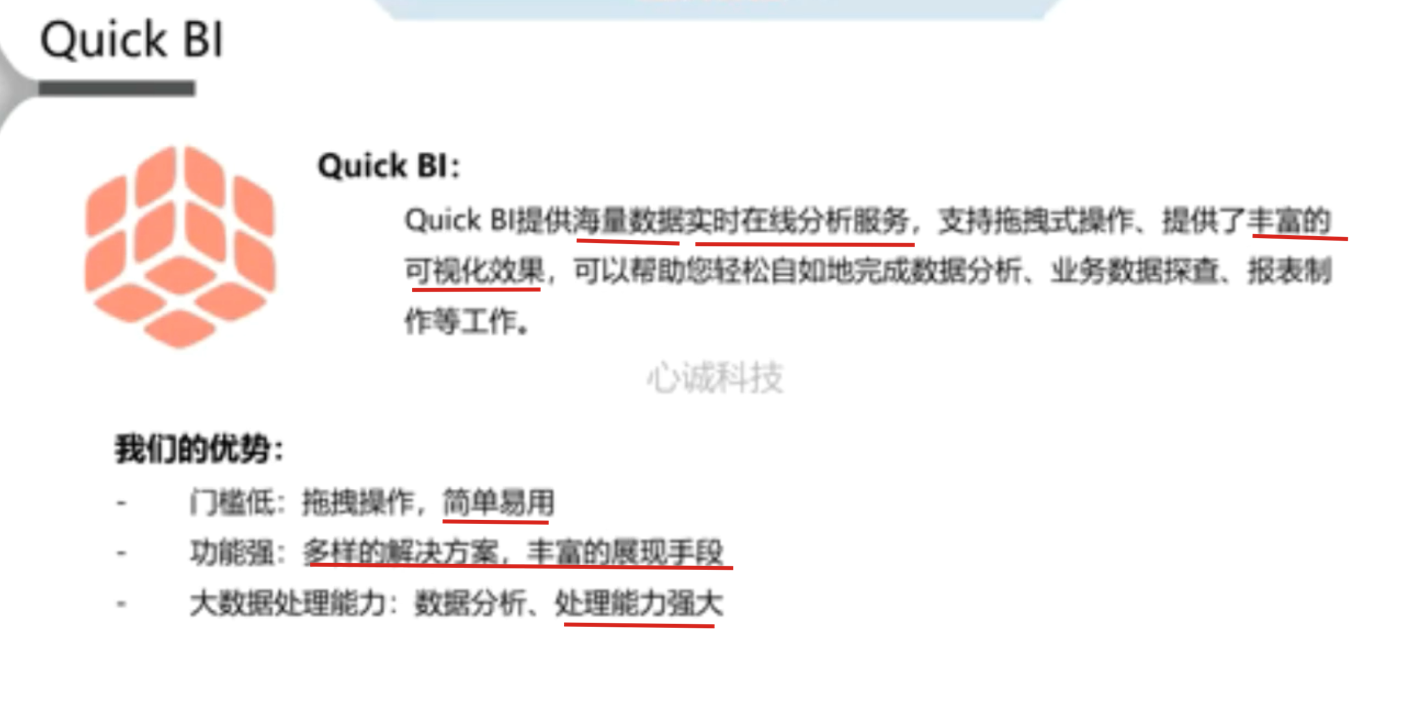 Quick BI
Quick BI：
Quick BI提供海量数据实时在线分析服务，支持拖拽式操作、提供了丰富的
可视化效果，可以帮助您轻松自如地完成数据分析、业务数据探查、报表制
作等工作。
心诚科技
我们的优势：
- 门槛低：拖拽操作，简单易用
- 功能强：多样的解决方案，丰富的展现手段
- 大数据处理能力：数据分析、处理能力强大